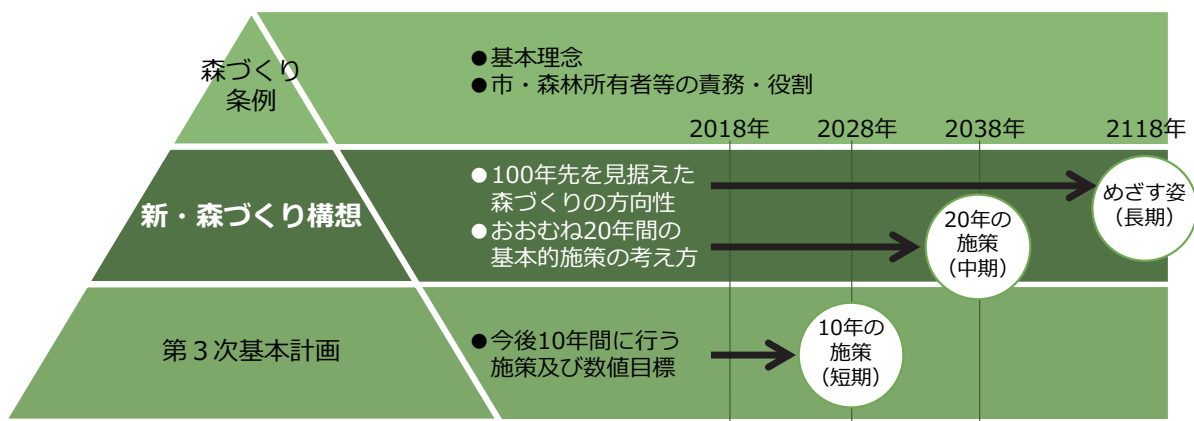 森づくり
条例
●基本理念
●市・森林所有者等の責務・役割
2018年
2028年
2038年
2118年
新・森づくり構想
●100年先を見据えた
森づくりの方向性
●おおむね20年間の
基本的施策の考え方
めざす姿
（長期）
20年の
施策
（中期）
第３次基本計画
●今後10年間に行う
施策及び数値目標
10年の
施策
（短期）